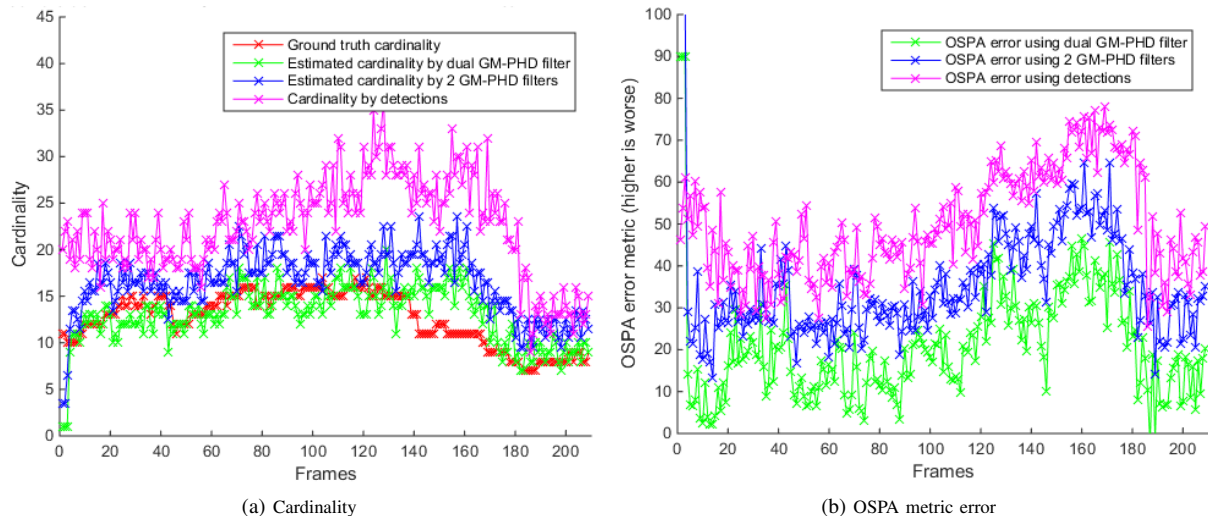 45
40
35
30
25
20
15
10
5
0
Cardinality
Ground truth cardinality
Estimated cardinality by dual GM-PHD filter
Estimated cardinality by 2 GM-PHD filters
Cardinality by detections
0 20 40 60 80 100 120 140 160 180 200
Frames
(a) Cardinality
100
90
80
70
60
50
40
30
20
10
0
OSPA error metric (higher is worse)
OSPA error using dual GM-PHD filter
OSPA error using 2 GM-PHD filters
OSPA error using detections
0 20 40 60 80 100 120 140 160 180 200
Frames
(b) OSPA metric error